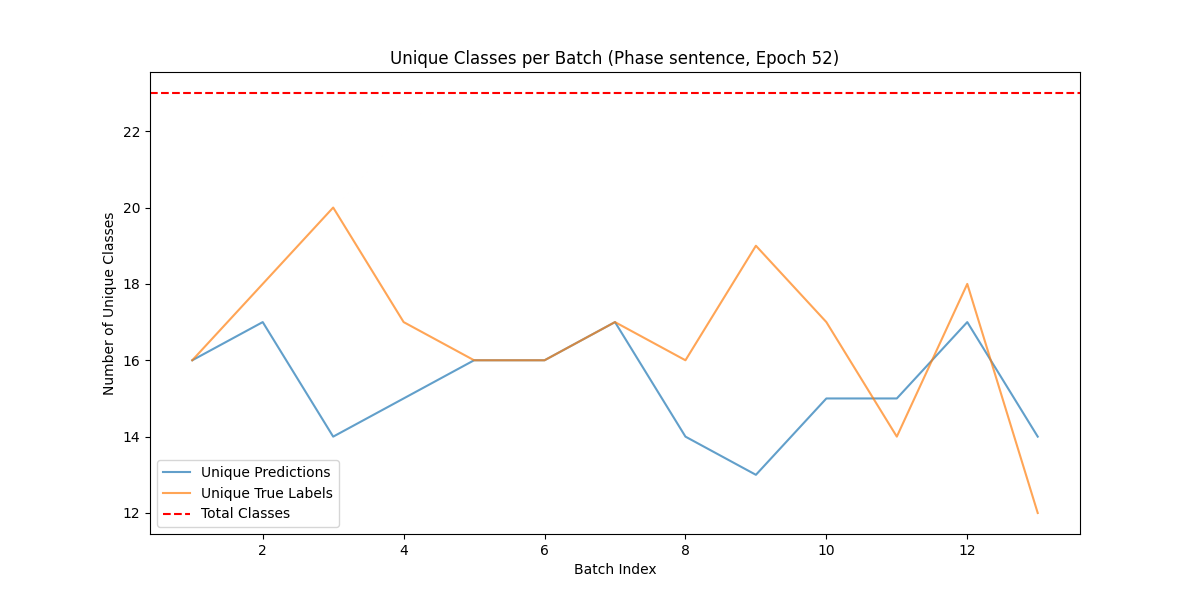 Unique Classes per Batch (Phase sentence, Epoch 52)
Number of Unique Classes
22
20
18
16
14
12
Unique Predictions
Unique True Labels
Total Classes
2 4 6 8 10 12
Batch Index